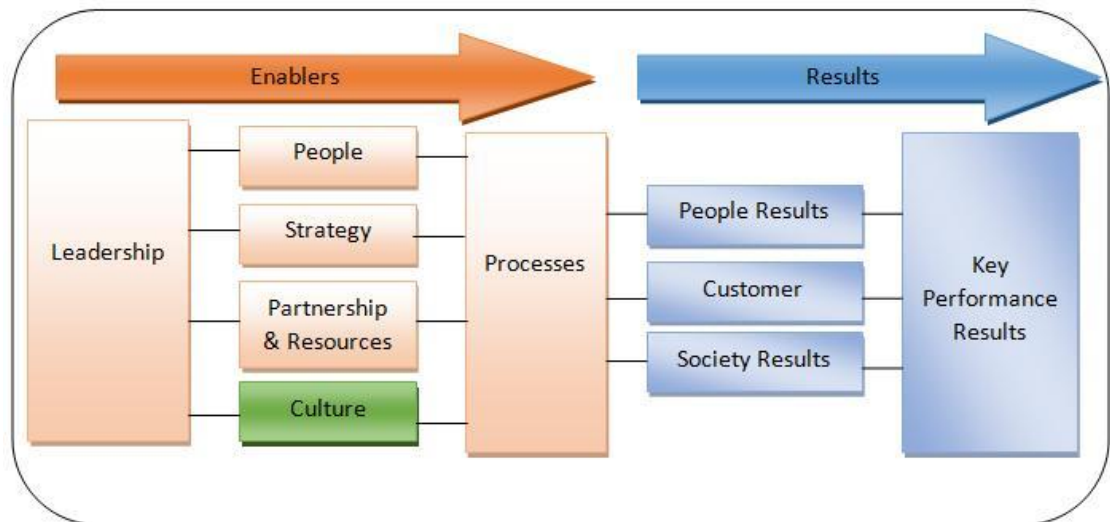 Enablers
Results
Leadership
People
Strategy
Partnership
& Resources
Culture
Processes
People Results
Customer
Society Results
Key
Performance
Results